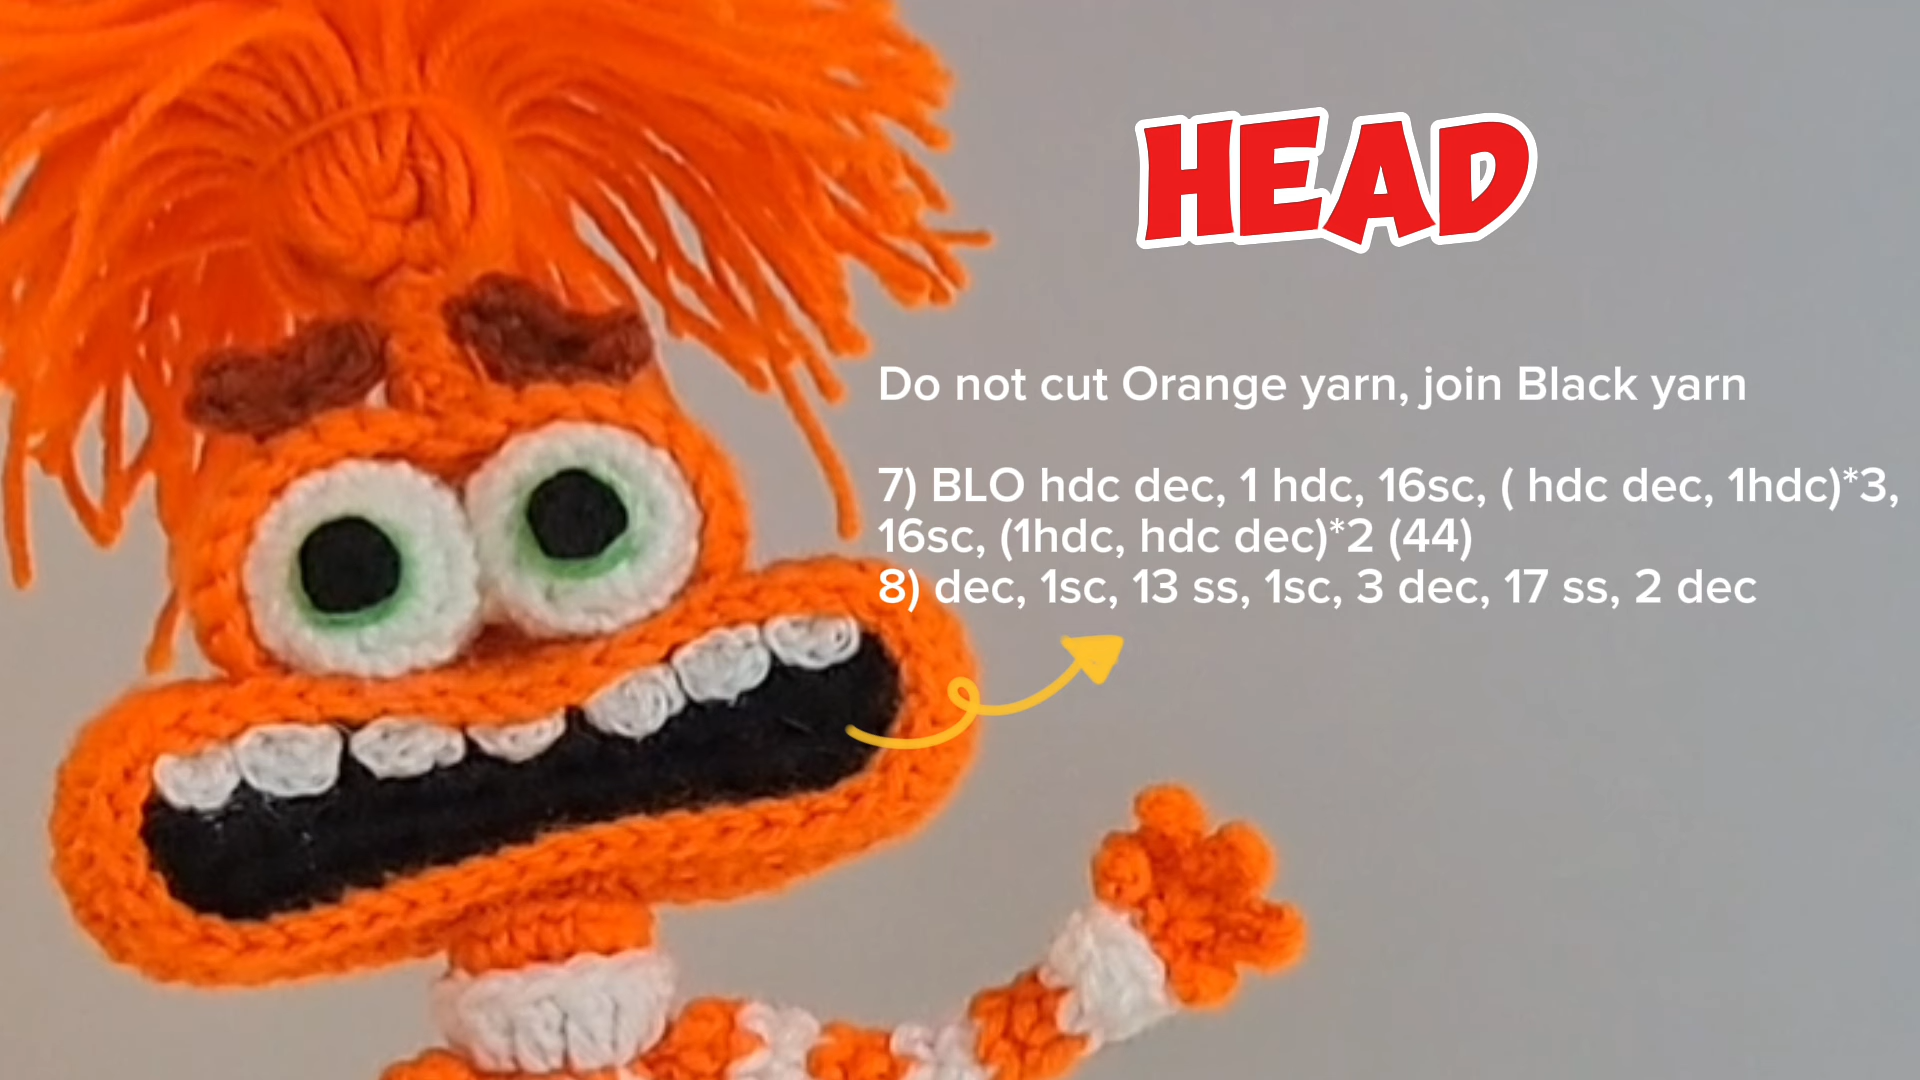 HEAD
Do not cut Orange yarn, join Black yarn
7) BLO hdc dec, 1 hdc, 16sc, ( hdc dec, 1hdc)*3,
16sc, (1hdc, hdc dec)*2 (44)
8) dec, 1sc, 13 ss, 1sc, 3 dec, 17 ss, 2 dec